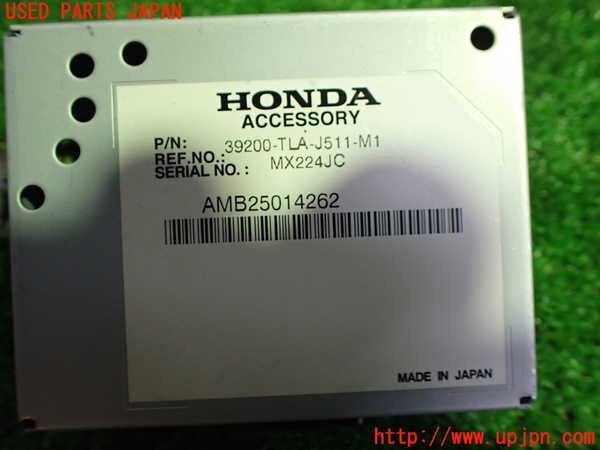 USED PARTS JAPAN
HONDA
ACCESSORY
P/N: 39200-TLA-J511-M1
REF.NO.: MX224JC
SERIAL NO. :
AMB25014262
MADE IN JAPAN
http://www.upjpn.com/